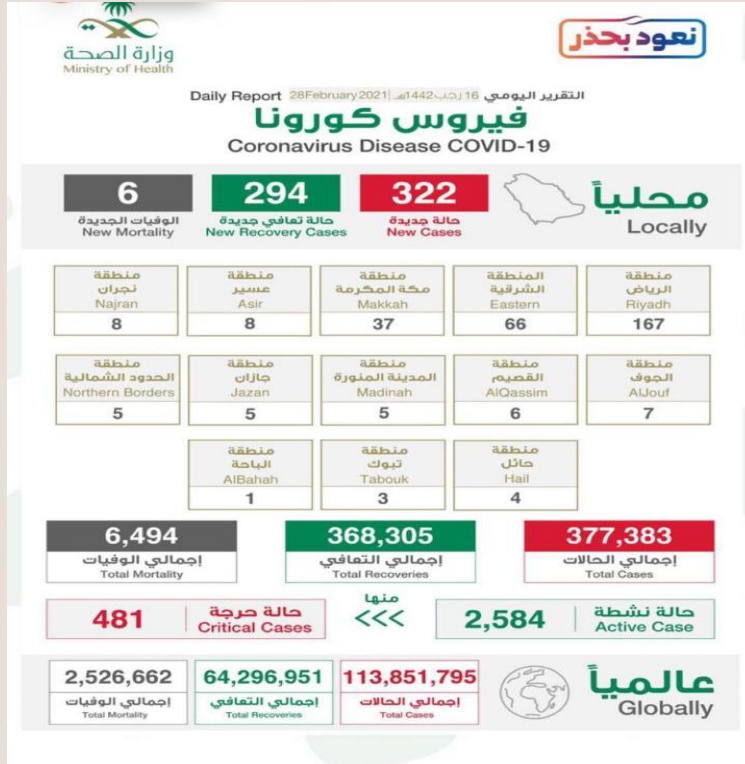 وزارة الصحة
Ministry of Health
نعود بحذر
Daily Report 28February 2021 | 16 رجب 1442هـ التقرير اليومي
فيروس كورونا
Coronavirus Disease COVID-19
محلياً
Locally
322
حالة جديدة
New Cases
294
حالة تعافي جديدة
New Recovery Cases
6
الوفيات الجديدة
New Mortality
منطقة
الرياض
Riyadh
167
المنطقة
الشرقية
Eastern
66
منطقة
مكة المكرمة
Makkah
37
منطقة
عسير
Asir
8
منطقة
نجران
Najran
8
منطقة
الجوف
AlJouf
7
منطقة
القصيم
AlQassim
6
منطقة
المدينة المنورة
Madinah
5
منطقة
جازان
Jazan
5
منطقة
الحدود الشمالية
Northern Borders
5
منطقة
حائل
Hail
4
منطقة
تبوك
Tabouk
3
منطقة
الباحة
AlBahah
1
377,383
إجمالي الحالات
Total Cases
368,305
إجمالي التعافي
Total Recoveries
6,494
إجمالي الوفيات
Total Mortality
حالة نشطة
Active Case
2,584
منها
>>>
حالة حرجة
Critical Cases
481
عالمياً
Globally
113,851,795
إجمالي الحالات
Total Cases
64,296,951
إجمالي التعافي
Total Recoveries
2,526,662
إجمالي الوفيات
Total Mortality